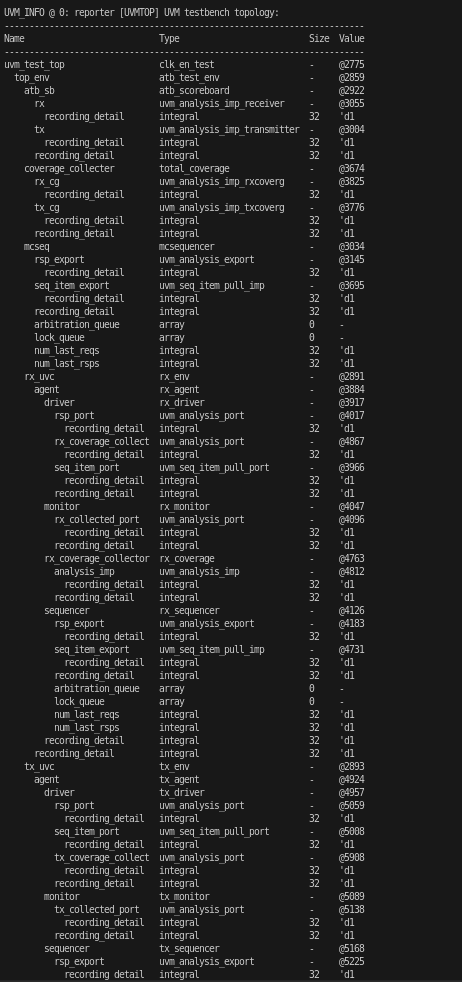 UVM_INFO @ 0: reporter [UVMTOP] UVM testbench topology:
------------------------------------------------------------------------
Name Type Size Value
------------------------------------------------------------------------
uvm_test_top clk_en_test - @2775
top_env atb_test_env - @2859
atb_sb atb_scoreboard - @2922
rx uvm_analysis_imp_receiver - @3055
recording_detail integral 32 'd1
tx uvm_analysis_imp_transmitter - @3004
recording_detail integral 32 'd1
recording_detail integral 32 'd1
coverage_collecter total_coverage - @3674
rx_cg uvm_analysis_imp_rxcoverg - @3825
recording_detail integral 32 'd1
tx_cg uvm_analysis_imp_txcoverg - @3776
recording_detail integral 32 'd1
recording_detail integral 32 'd1
mcseq mcsequencer - @3034
rsp_export uvm_analysis_export - @3145
recording_detail integral 32 'd1
seq_item_export uvm_seq_item_pull_imp - @3695
recording_detail integral 32 'd1
recording_detail integral 32 'd1
arbitration_queue array 0 -
lock_queue array 0 -
num_last_reqs integral 32 'd1
num_last_rsps integral 32 'd1
rx_uvc rx_env - @2891
agent rx_agent - @3884
driver rx_driver - @3917
rsp_port uvm_analysis_port - @4017
recording_detail integral 32 'd1
rx_coverage_collect uvm_analysis_port - @4867
recording_detail integral 32 'd1
seq_item_port uvm_seq_item_pull_port - @3966
recording_detail integral 32 'd1
recording_detail integral 32 'd1
monitor rx_monitor - @4047
rx_collected_port uvm_analysis_port - @4096
recording_detail integral 32 'd1
recording_detail integral 32 'd1
rx_coverage_collector rx_coverage - @4763
analysis_imp uvm_analysis_imp - @4812
recording_detail integral 32 'd1
recording_detail integral 32 'd1
sequencer rx_sequencer - @4126
rsp_export uvm_analysis_export - @4183
recording_detail integral 32 'd1
seq_item_export uvm_seq_item_pull_imp - @4731
recording_detail integral 32 'd1
recording_detail integral 32 'd1
arbitration_queue array 0 -
lock_queue array 0 -
num_last_reqs integral 32 'd1
num_last_rsps integral 32 'd1
recording_detail integral 32 'd1
recording_detail integral 32 'd1
tx_uvc tx_env - @2893
agent tx_agent - @4924
driver tx_driver - @4957
rsp_port uvm_analysis_port - @5059
recording_detail integral 32 'd1
seq_item_port uvm_seq_item_pull_port - @5008
recording_detail integral 32 'd1
tx_coverage_collect uvm_analysis_port - @5908
recording_detail integral 32 'd1
recording_detail integral 32 'd1
monitor tx_monitor - @5089
tx_collected_port uvm_analysis_port - @5138
recording_detail integral 32 'd1
recording_detail integral 32 'd1
sequencer tx_sequencer - @5168
rsp_export uvm_analysis_export - @5225
recording_detail integral 32 'd1